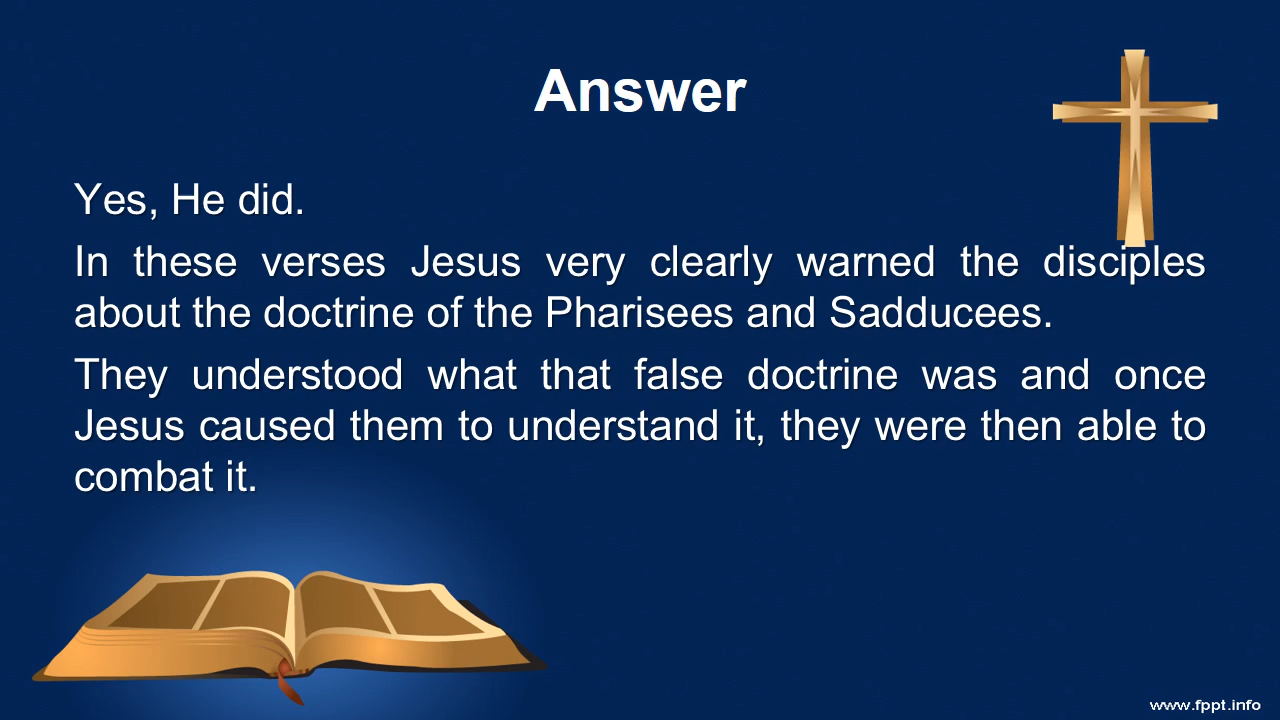 Answer
Yes, He did.
In these verses Jesus very clearly warned the disciples
about the doctrine of the Pharisees and Sadducees.
They understood what that false doctrine was and once
Jesus caused them to understand it, they were then able to
combat it.
www.fppt.info